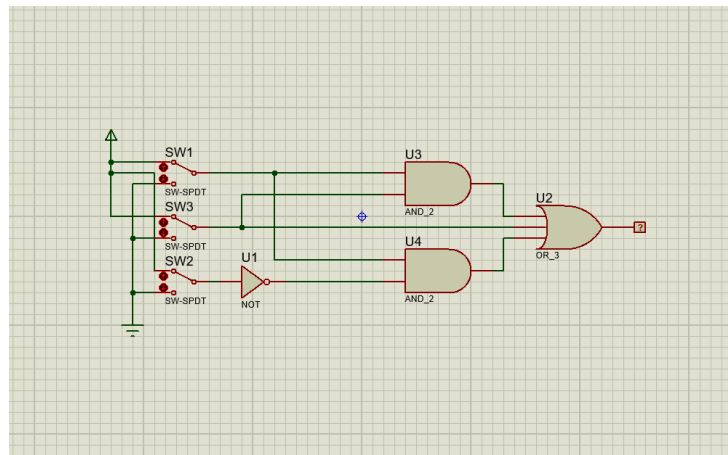 SW1
SW-SPDT
SW3
SW-SPDT
SW2
SW-SPDT
U1
NOT
U3
AND_2
U4
AND_2
U2
OR_3
?